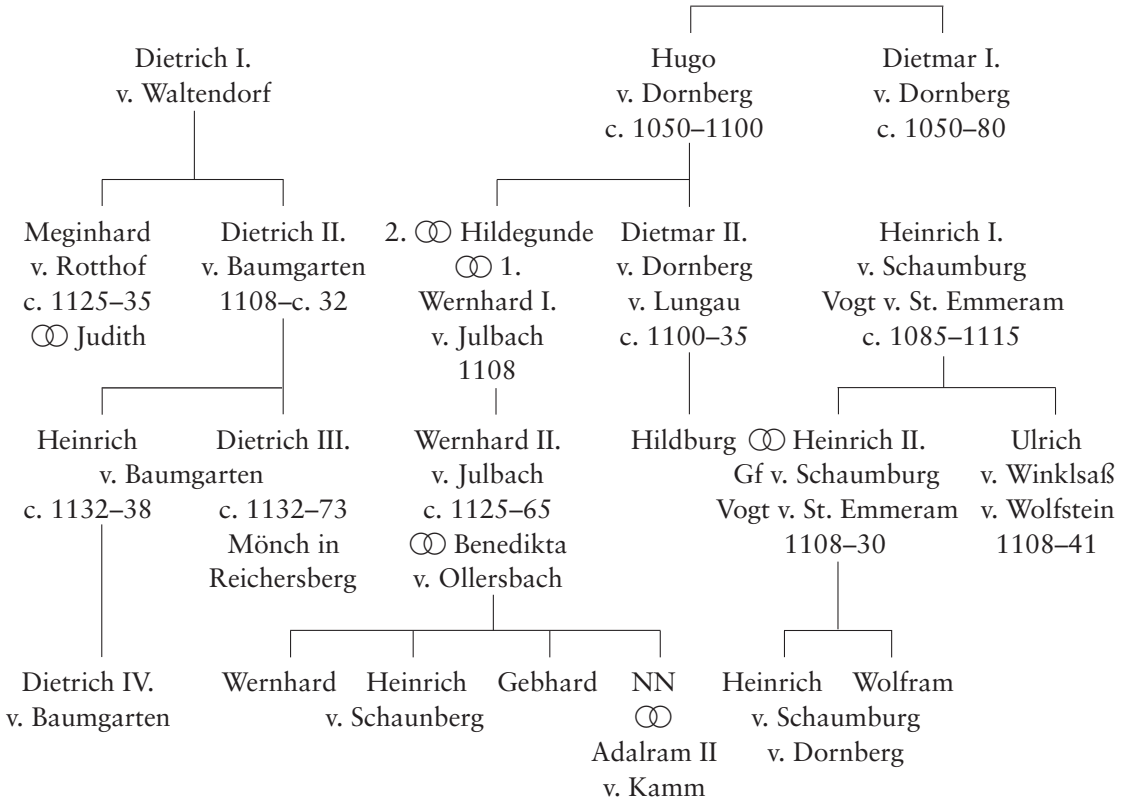 Dietrich I.
v. Waltendorf
Hugo
v. Dornberg
c. 1050–1100
Dietmar I.
v. Dornberg
c. 1050–80
Meginhard
v. Rotthof
c. 1125–35
⚭ Judith
Dietrich II.
v. Baumgarten
1108–c. 32
2. ⚭ Hildegunde
⚭ 1.
Wernhard I.
v. Julbach
1108
Dietmar II.
v. Dornberg
v. Lungau
c. 1100–35
Heinrich I.
v. Schaumburg
Vogt v. St. Emmeram
c. 1085–1115
Heinrich Dietrich III.
v. Baumgarten
c. 1132–38 c. 1132–73
Mönch in
Reichersberg
Wernhard II.
v. Julbach
c. 1125–65
⚭ Benedikta
v. Ollersbach
Hildburg ⚭ Heinrich II.
Gf v. Schaumburg
Vogt v. St. Emmeram
1108–30
Ulrich
v. Winklsaß
v. Wolfstein
1108–41
Dietrich IV.
v. Baumgarten
Wernhard Heinrich Gebhard
v. Schaunberg
NN
⚭
Adalram II
v. Kamm
Heinrich Wolfram
v. Schaumburg
v. Dornberg